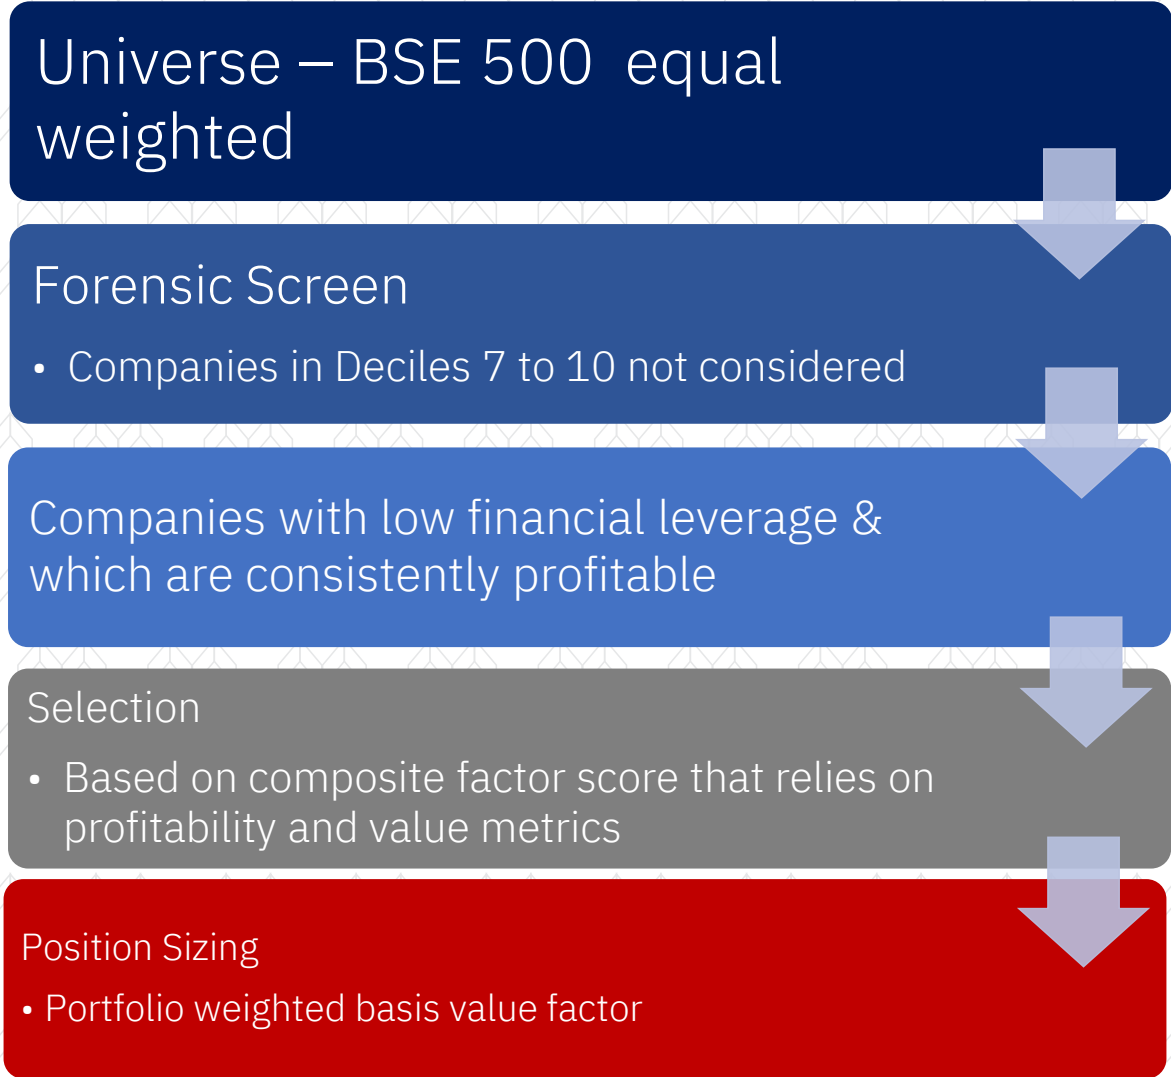 Universe – BSE 500  equal
weighted
Forensic Screen
• Companies in Deciles 7 to 10 not considered
Companies with low financial leverage &
which are consistently profitable
Selection
• Based on composite factor score that relies on
profitability and value metrics
Position Sizing
• Portfolio weighted basis value factor